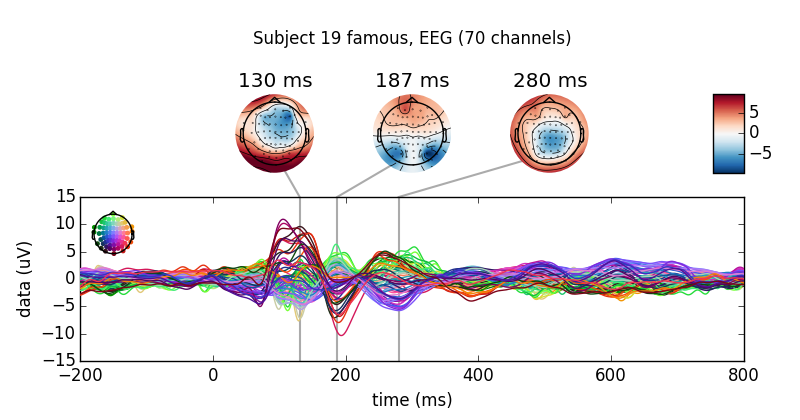 Subject 19 famous, EEG (70 channels)
130 ms 187 ms 280 ms
5
0
−5
15
10
5
0
−5
−10
−15
data (uV)
−200 0 200 400 600 800
time (ms)